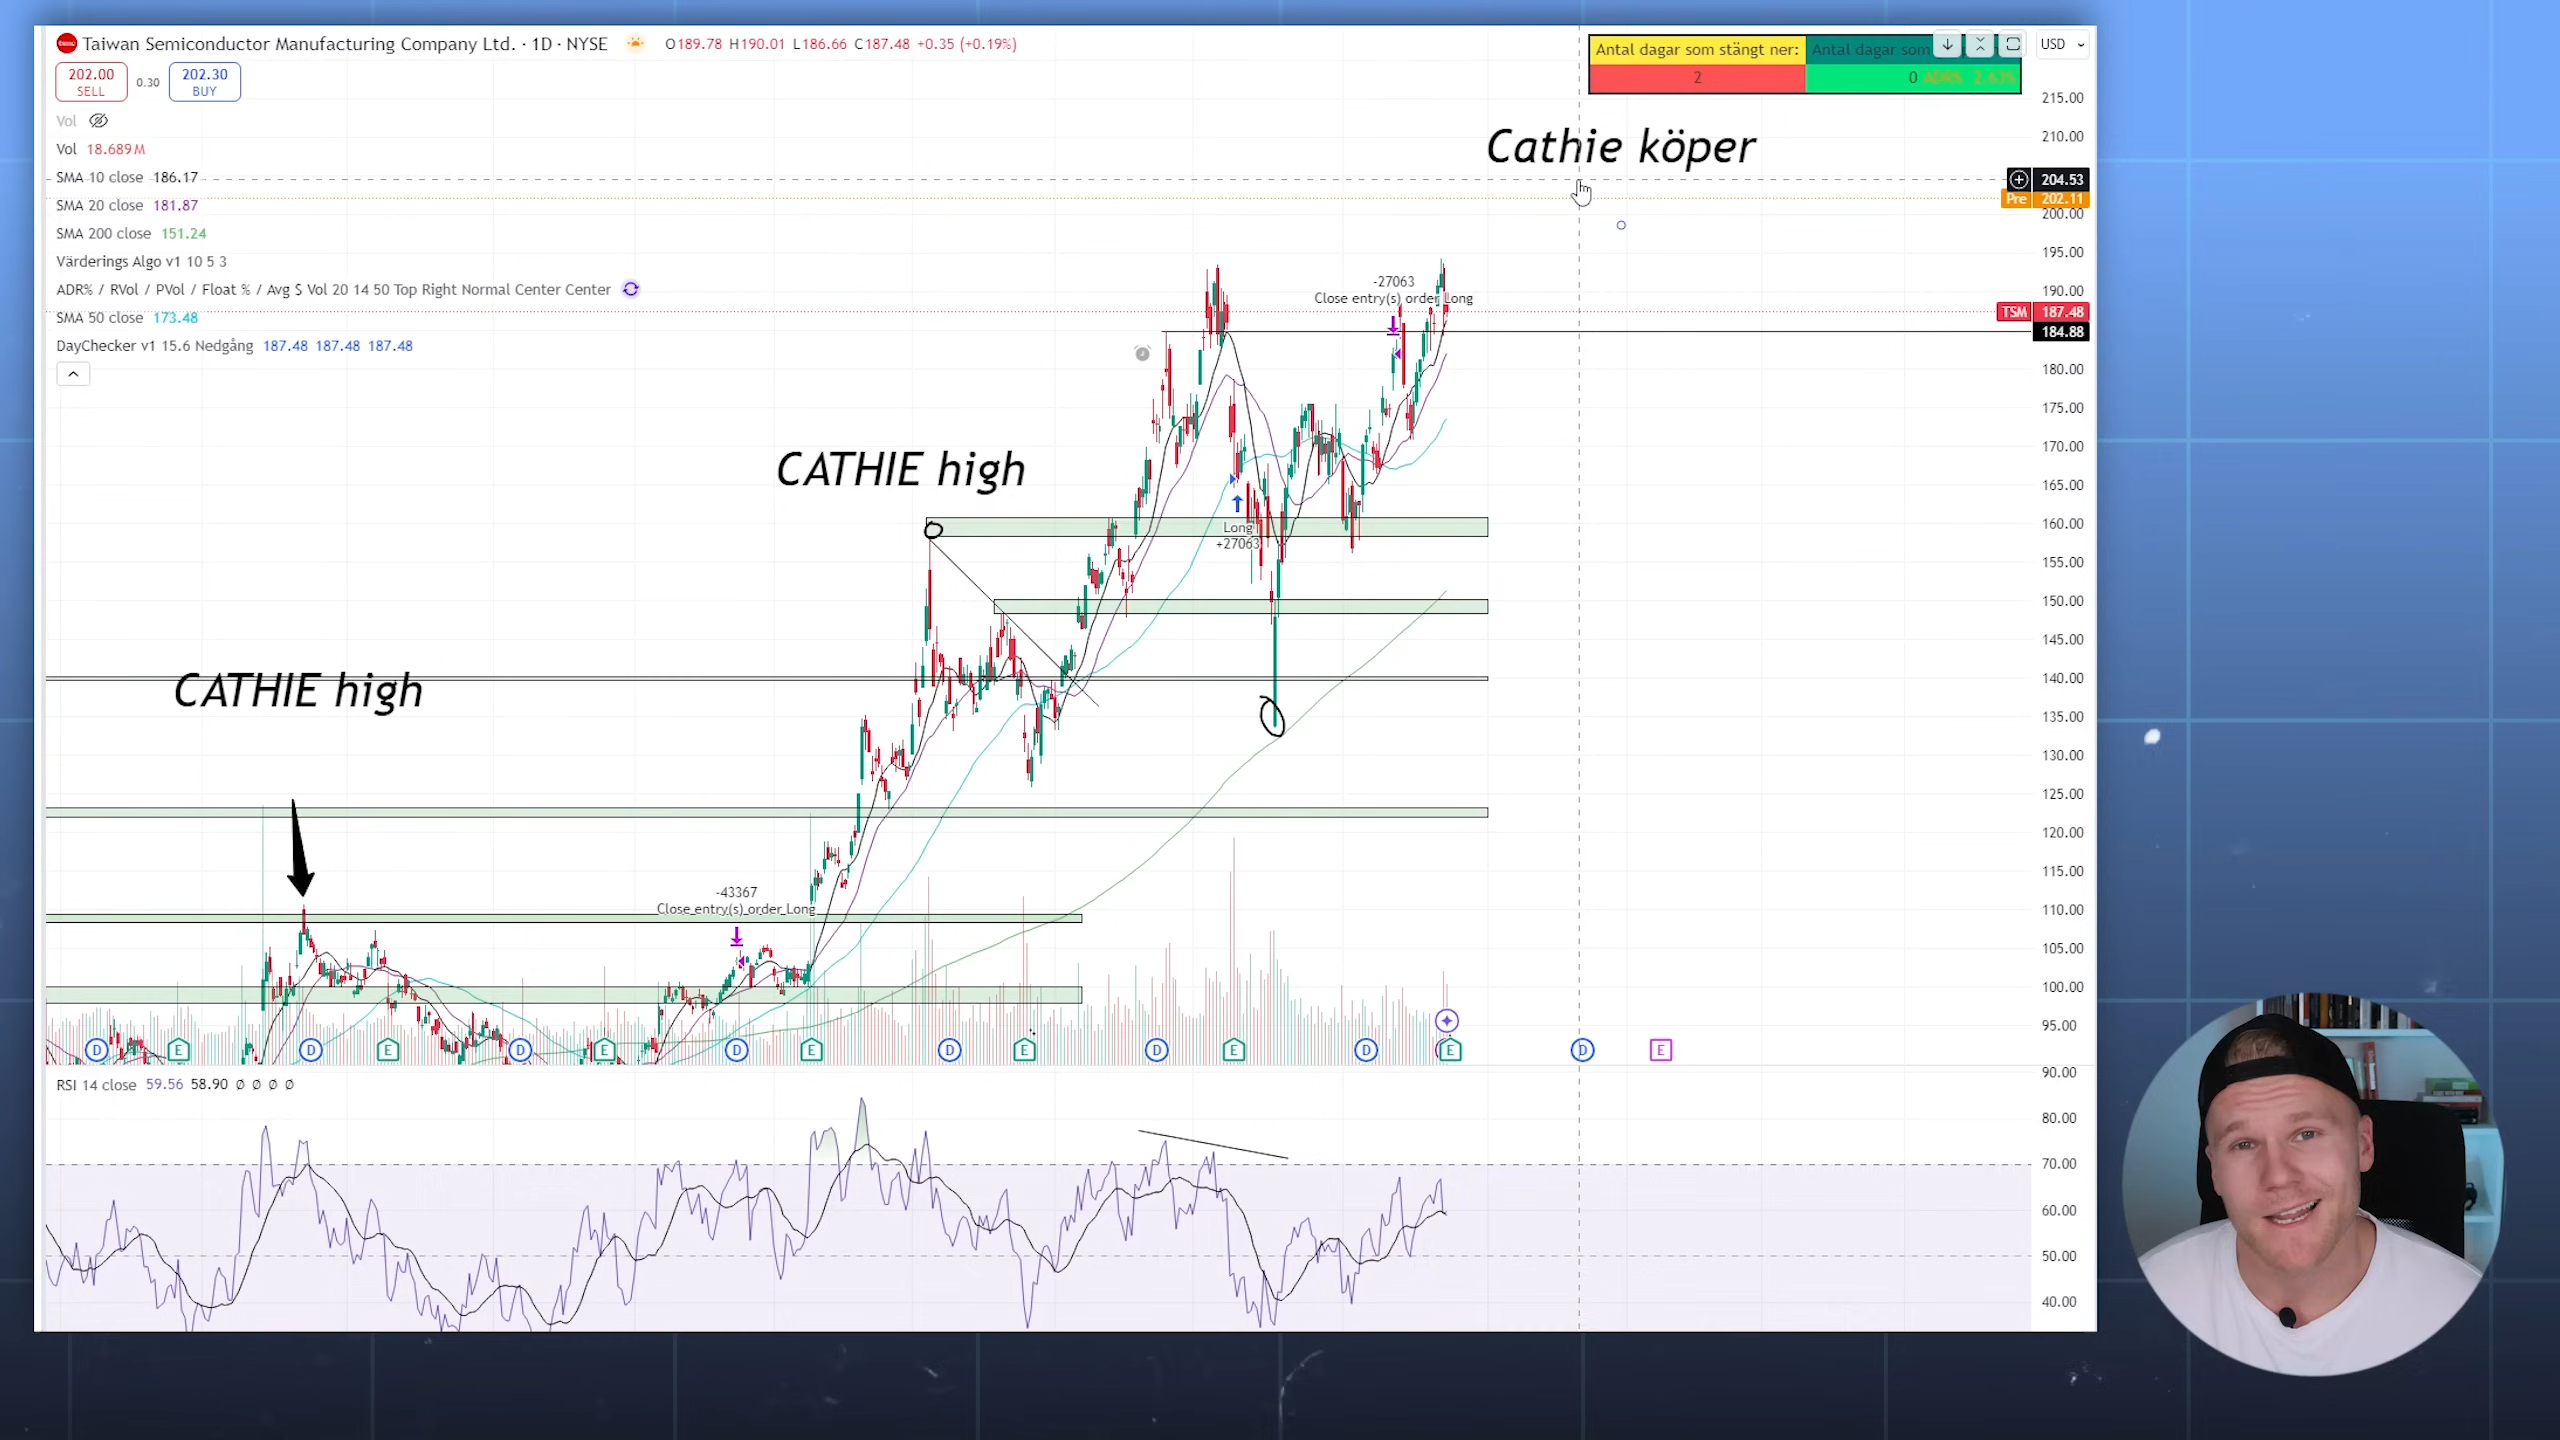 Taiwan Semiconductor Manufacturing Company Ltd. · 1D · NYSE O189.78 H190.01 L186.66 C187.48 +0.35 (+0.19%)
202.00 SELL 0.30 202.30 BUY
Vol
Vol 18.689M
SMA 10 close 186.17
SMA 20 close 181.87
SMA 200 close 151.24
Värderings Algo v1 10 5 3
ADR% / RVol / PVol / Float % / Avg $ Vol 20 14 50 Top Right Normal Center Center
SMA 50 close 173.48
DayChecker v1 15.6 Nedgång 187.48 187.48 187.48
Antal dagar som stängt ner: Antal dagar som
2 0 ADR% 2.63%
USD
Cathie köper
CATHIE high
CATHIE high
-27063
Close entry(s) order Long
Long
+27063
-43367
Close entry(s) order Long
215.00
210.00
204.53
Pre 202.11
200.00
195.00
190.00
TSM 187.48
184.88
180.00
175.00
170.00
165.00
160.00
155.00
150.00
145.00
140.00
135.00
130.00
125.00
120.00
115.00
110.00
105.00
100.00
95.00
D E D E D E D E D E D E D E D E
RSI 14 close 59.56 58.90 Ø Ø Ø Ø
90.00
80.00
70.00
60.00
50.00
40.00